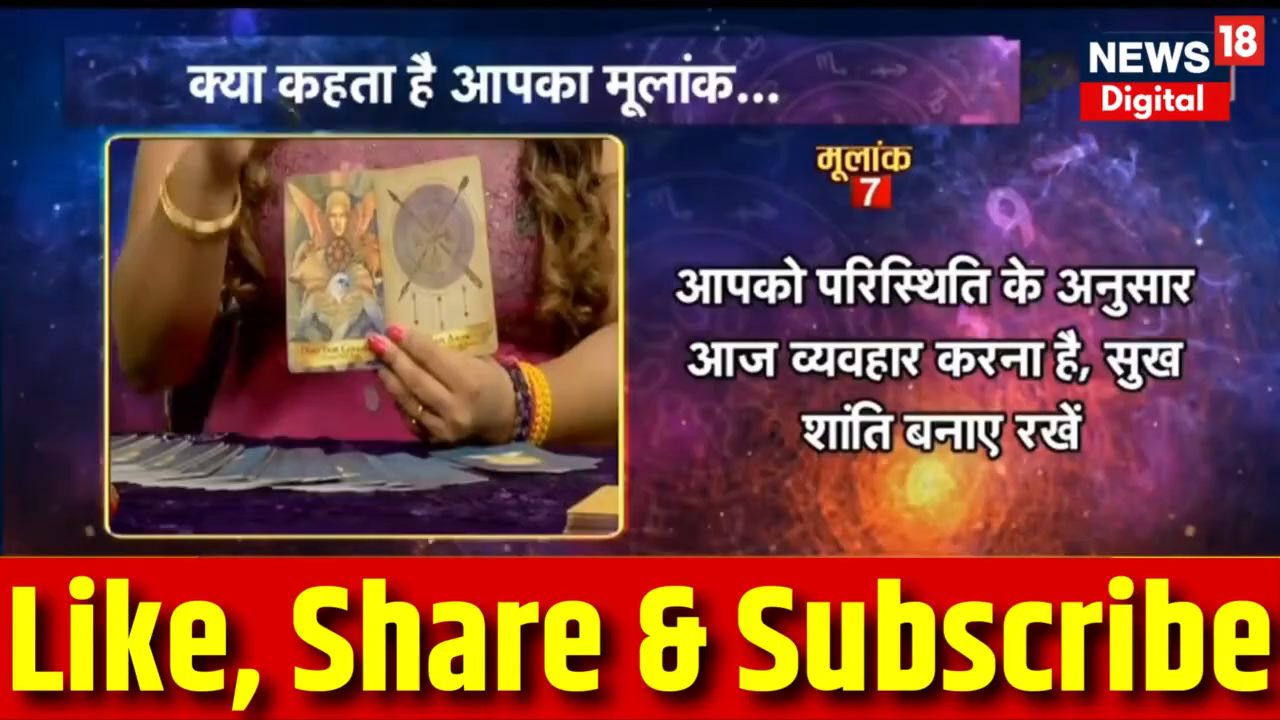 क्या कहता है आपका मूलांक...
NEWS 18
Digital
मूलांक
7
आपको परिस्थिति के अनुसार
आज व्यवहार करना है, सुख
शांति बनाए रखें
Like, Share & Subscribe